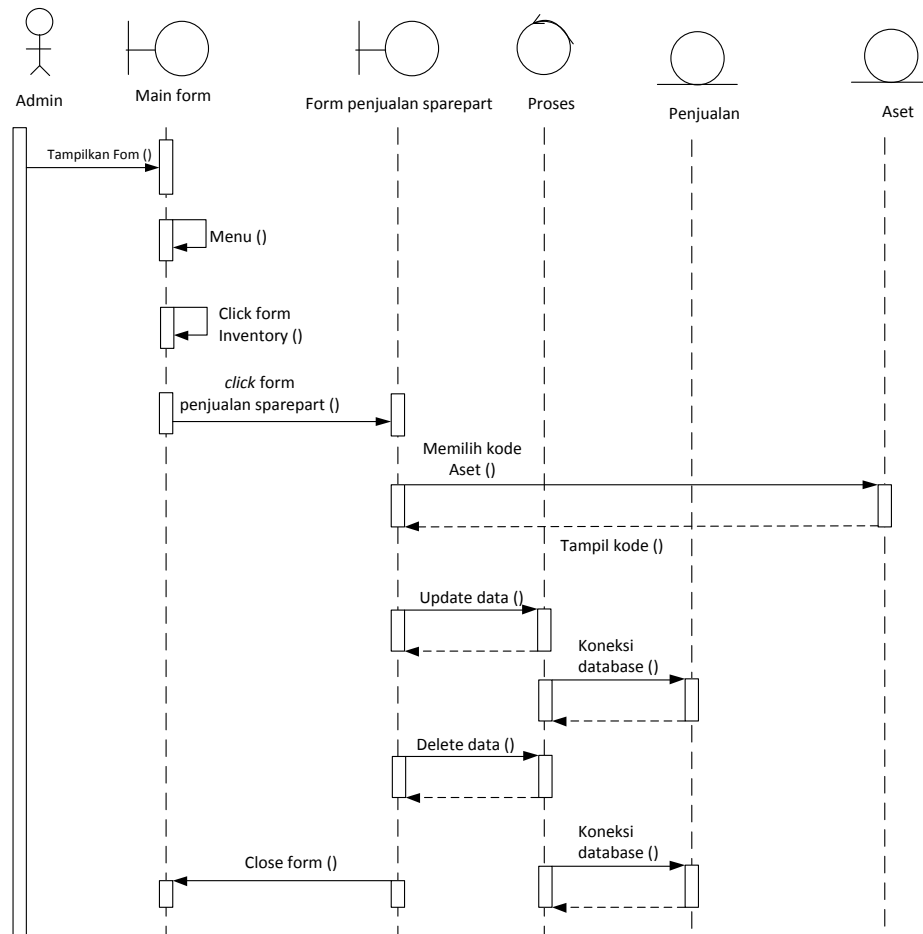 Admin
Main form
Form penjualan sparepart
Proses
Penjualan
Aset
Tampilkan Fom ()
Menu ()
Click form
Inventory ()
click form
penjualan sparepart ()
Memilih kode
Aset ()
Tampil kode ()
Update data ()
Koneksi
database ()
Delete data ()
Koneksi
database ()
Close form ()